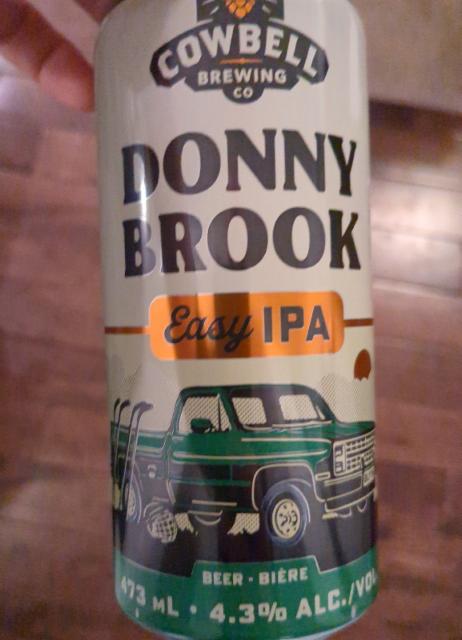 COWBELL
BREWING
CO
DONNY
BROOK
Easy IPA
BEER · BIÈRE
473 mL • 4.3% ALC./VOL